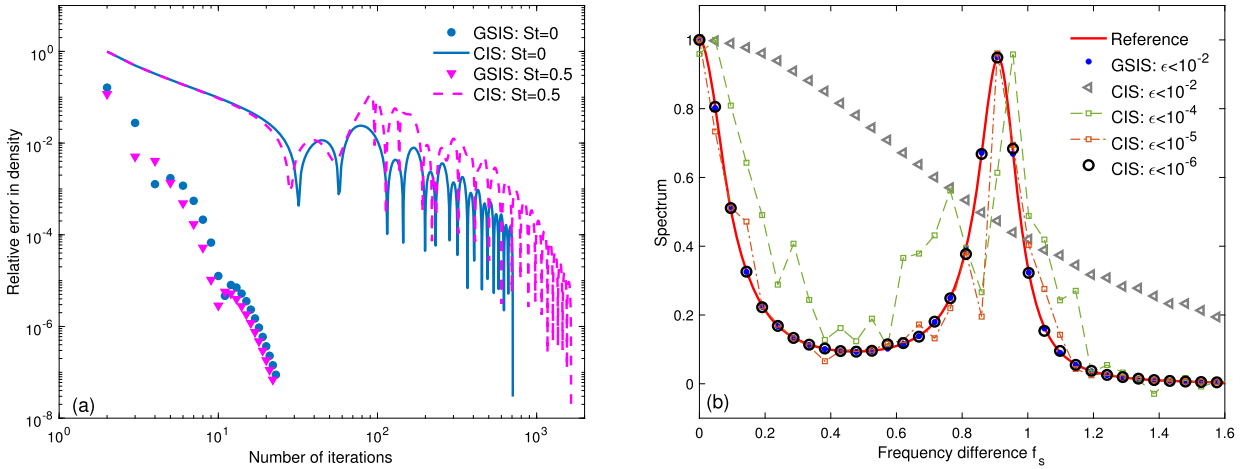 10^0
10^-2
10^-4
10^-6
10^-8
10^0
10^1
10^2
10^3
Relative error in density
Number of iterations
(a)
GSIS: St=0
CIS: St=0
GSIS: St=0.5
CIS: St=0.5
1
0.8
0.6
0.4
0.2
0
0
0.2
0.4
0.6
0.8
1
1.2
1.4
1.6
Spectrum
Frequency difference f_s
(b)
Reference
GSIS: ϵ<10^-2
CIS: ϵ<10^-2
CIS: ϵ<10^-4
CIS: ϵ<10^-5
CIS: ϵ<10^-6